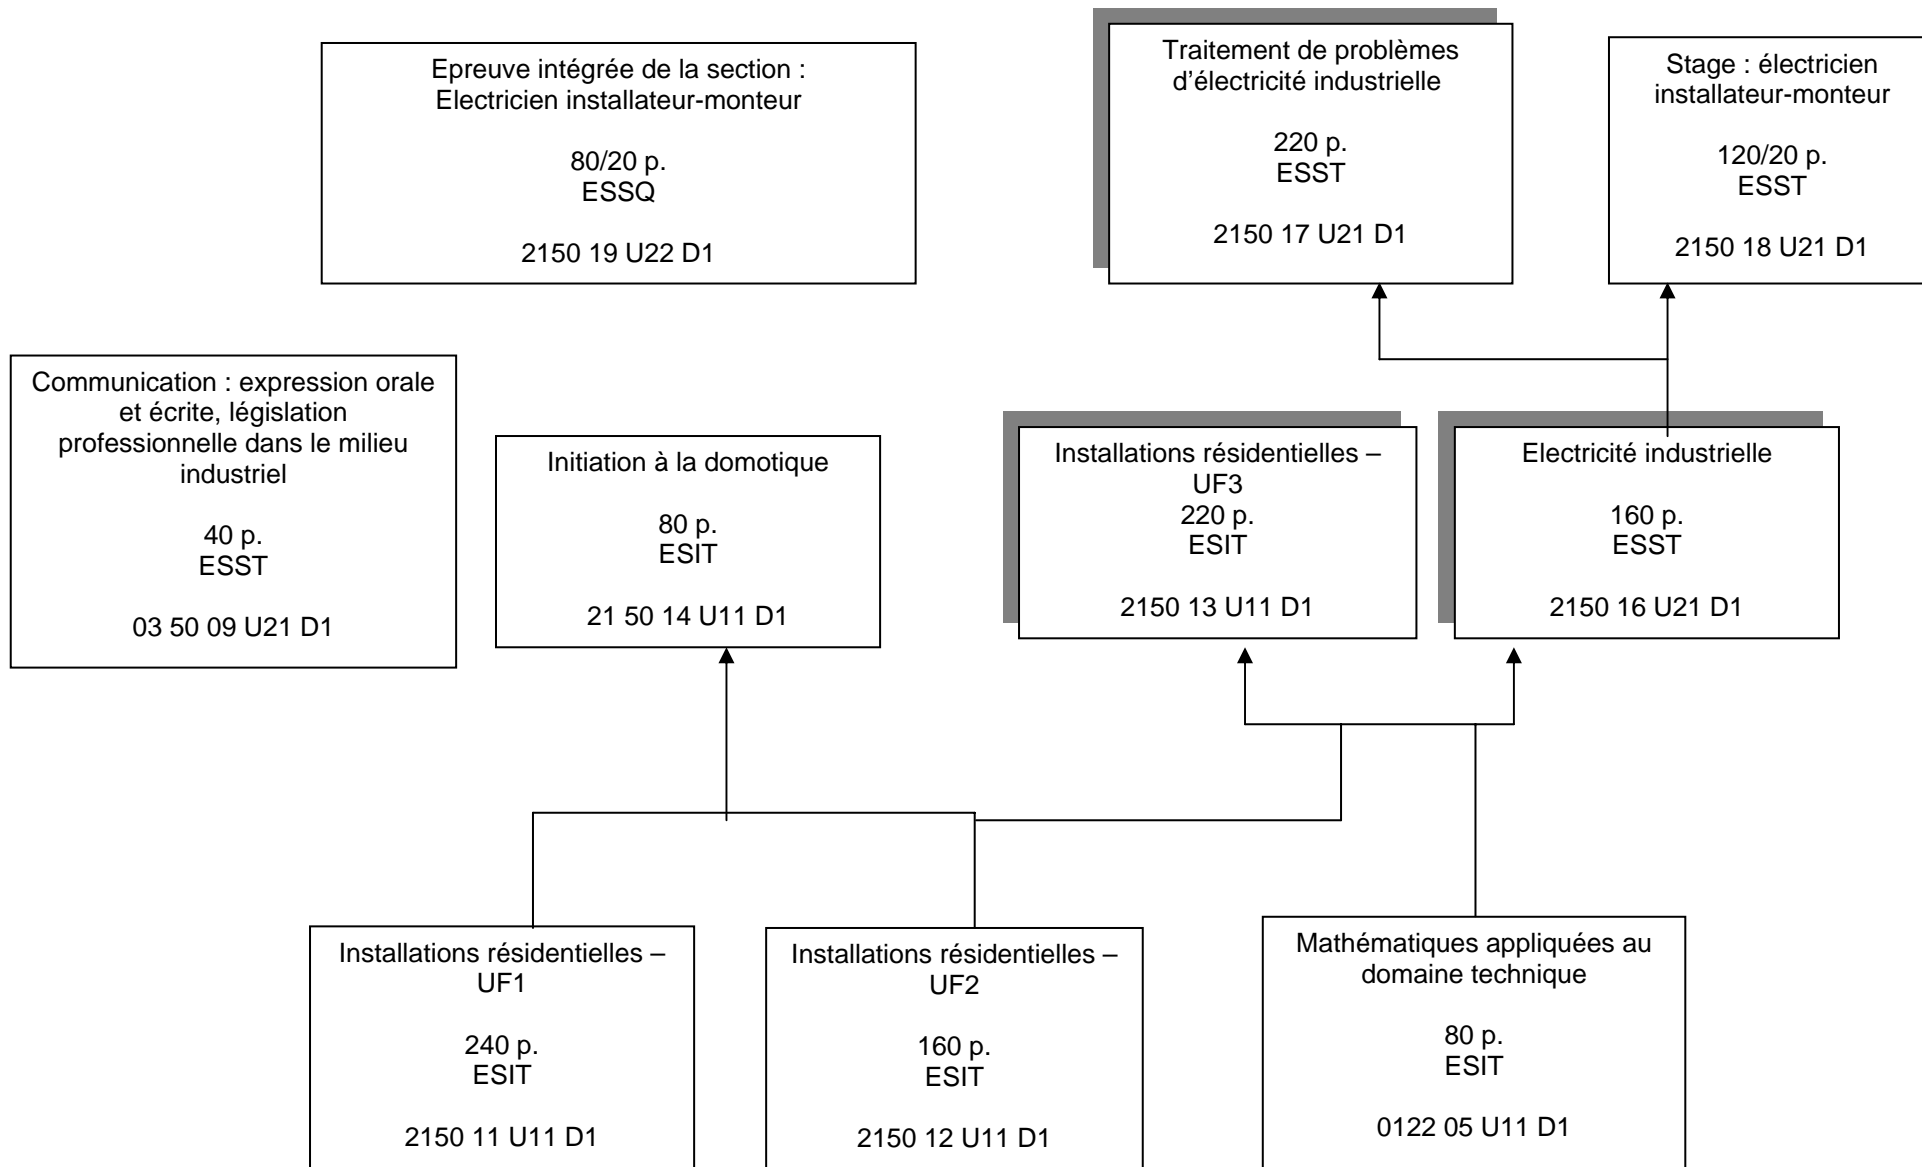 Epreuve intégrée de la section :
Electricien installateur-monteur
80/20 p.
ESSQ
2150 19 U22 D1
Traitement de problèmes
d’électricité industrielle
220 p.
ESST
2150 17 U21 D1
Stage : électricien
installateur-monteur
120/20 p.
ESST
2150 18 U21 D1
Communication : expression orale
et écrite, législation
professionnelle dans le milieu
industriel
40 p.
ESST
03 50 09 U21 D1
Initiation à la domotique
80 p.
ESIT
21 50 14 U11 D1
Installations résidentielles –
UF3
220 p.
ESIT
2150 13 U11 D1
Electricité industrielle
160 p.
ESST
2150 16 U21 D1
Installations résidentielles –
UF1
240 p.
ESIT
2150 11 U11 D1
Installations résidentielles –
UF2
160 p.
ESIT
2150 12 U11 D1
Mathématiques appliquées au
domaine technique
80 p.
ESIT
0122 05 U11 D1